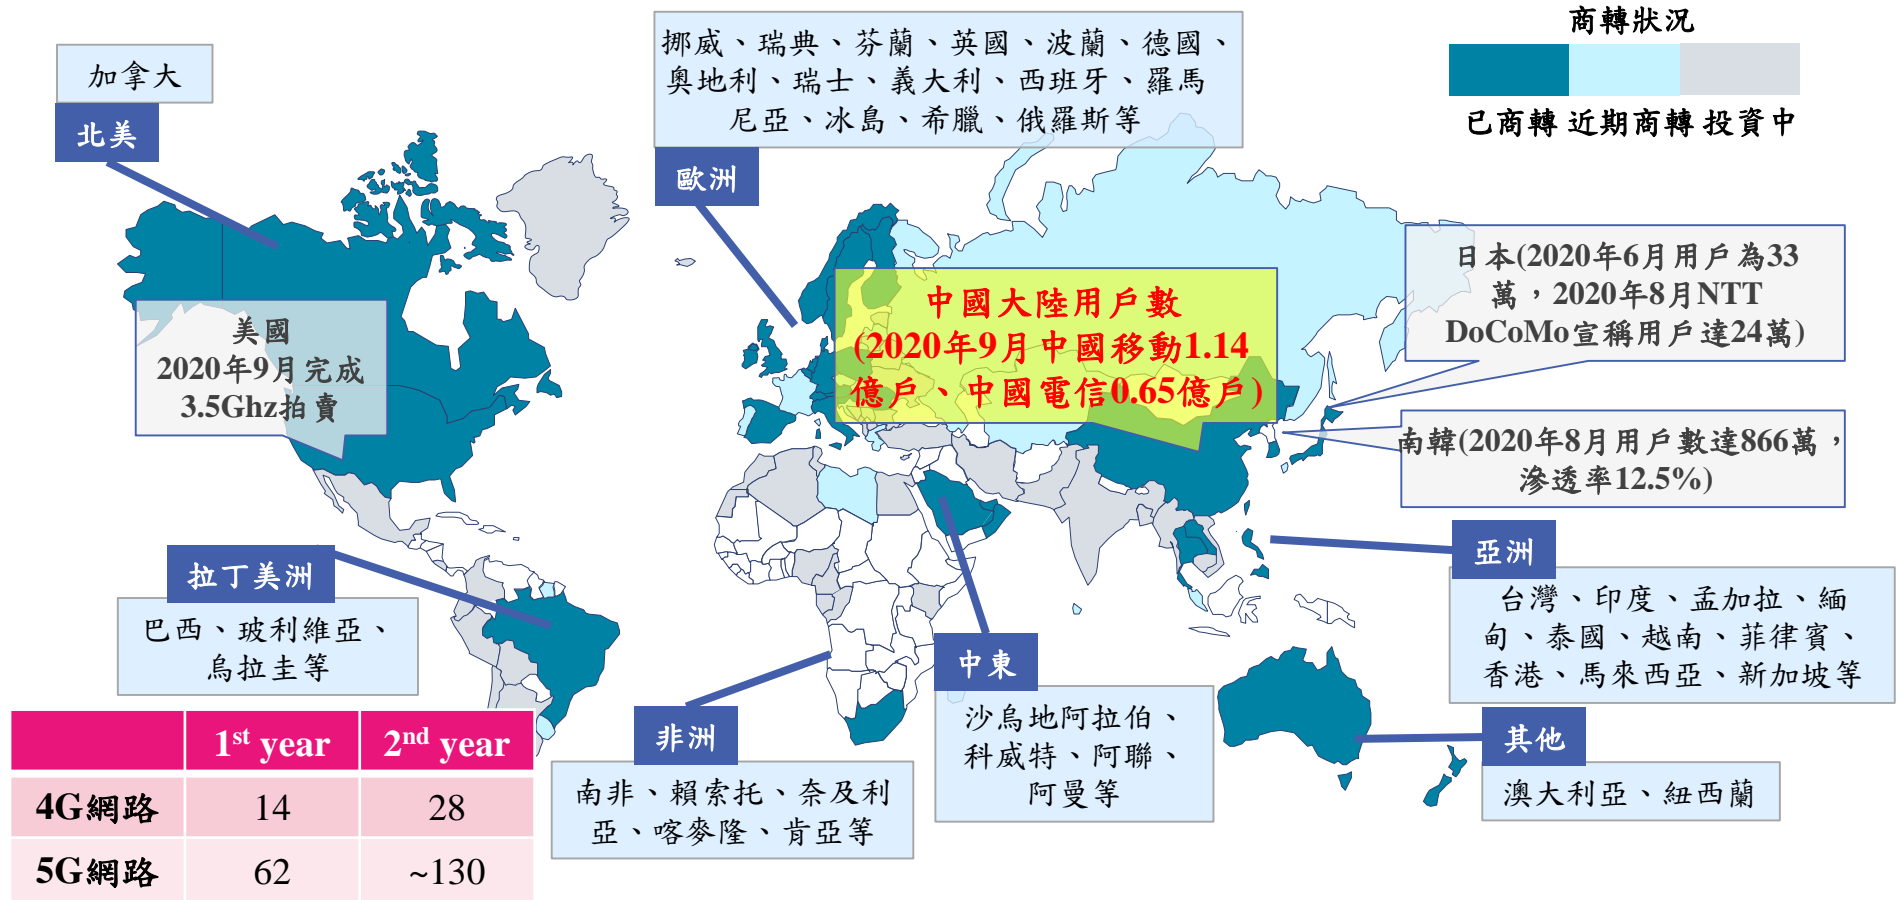 商轉狀況
已商轉 近期商轉 投資中
加拿大
北美
挪威、瑞典、芬蘭、英國、波蘭、德國、
奧地利、瑞士、義大利、西班牙、羅馬
尼亞、冰島、希臘、俄羅斯等
歐洲
美國
2020年9月完成
3.5Ghz拍賣
中國大陸用戶數
(2020年9月中國移動1.14
億戶、中國電信0.65億戶)
日本(2020年6月用戶為33
萬，2020年8月NTT
DoCoMo宣稱用戶達24萬)
南韓(2020年8月用戶數達866萬，
滲透率12.5%)
拉丁美洲
巴西、玻利維亞、
烏拉圭等
亞洲
台灣、印度、孟加拉、緬
甸、泰國、越南、菲律賓、
香港、馬來西亞、新加坡等
中東
沙烏地阿拉伯、
科威特、阿聯、
阿曼等
非洲
南非、賴索托、奈及利
亞、喀麥隆、肯亞等
其他
澳大利亞、紐西蘭
1st year 2nd year
4G網路 14 28
5G網路 62 ~130